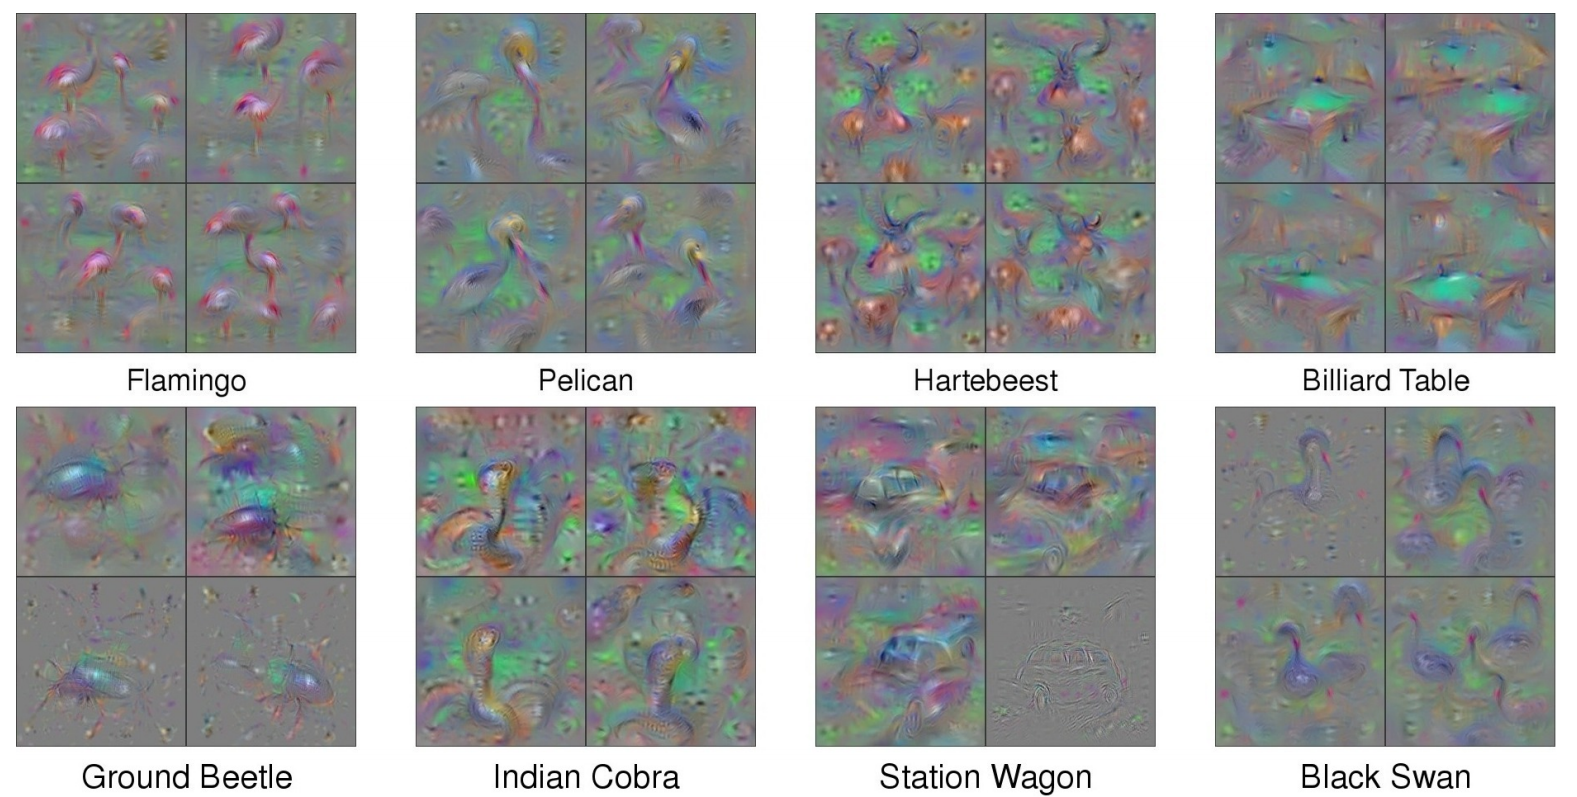 Flamingo
Pelican
Hartebeest
Billiard Table
Ground Beetle
Indian Cobra
Station Wagon
Black Swan